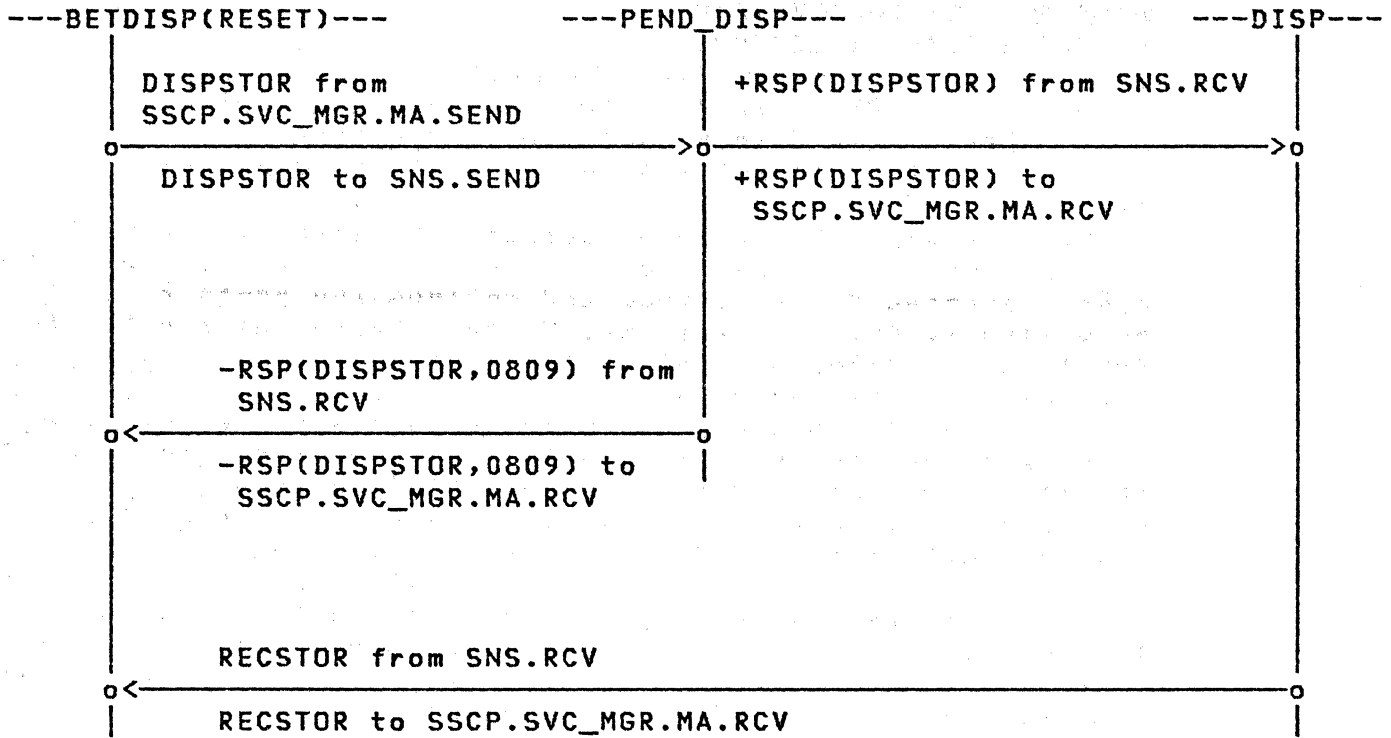 ---BETDISP(RESET)--- ---PEND_DISP--- ---DISP---
DISPSTOR from
SSCP.SVC_MGR.MA.SEND
+RSP(DISPSTOR) from SNS.RCV
DISPSTOR to SNS.SEND
+RSP(DISPSTOR) to
SSCP.SVC_MGR.MA.RCV
-RSP(DISPSTOR,0809) from
SNS.RCV
-RSP(DISPSTOR,0809) to
SSCP.SVC_MGR.MA.RCV
RECSTOR from SNS.RCV
RECSTOR to SSCP.SVC_MGR.MA.RCV